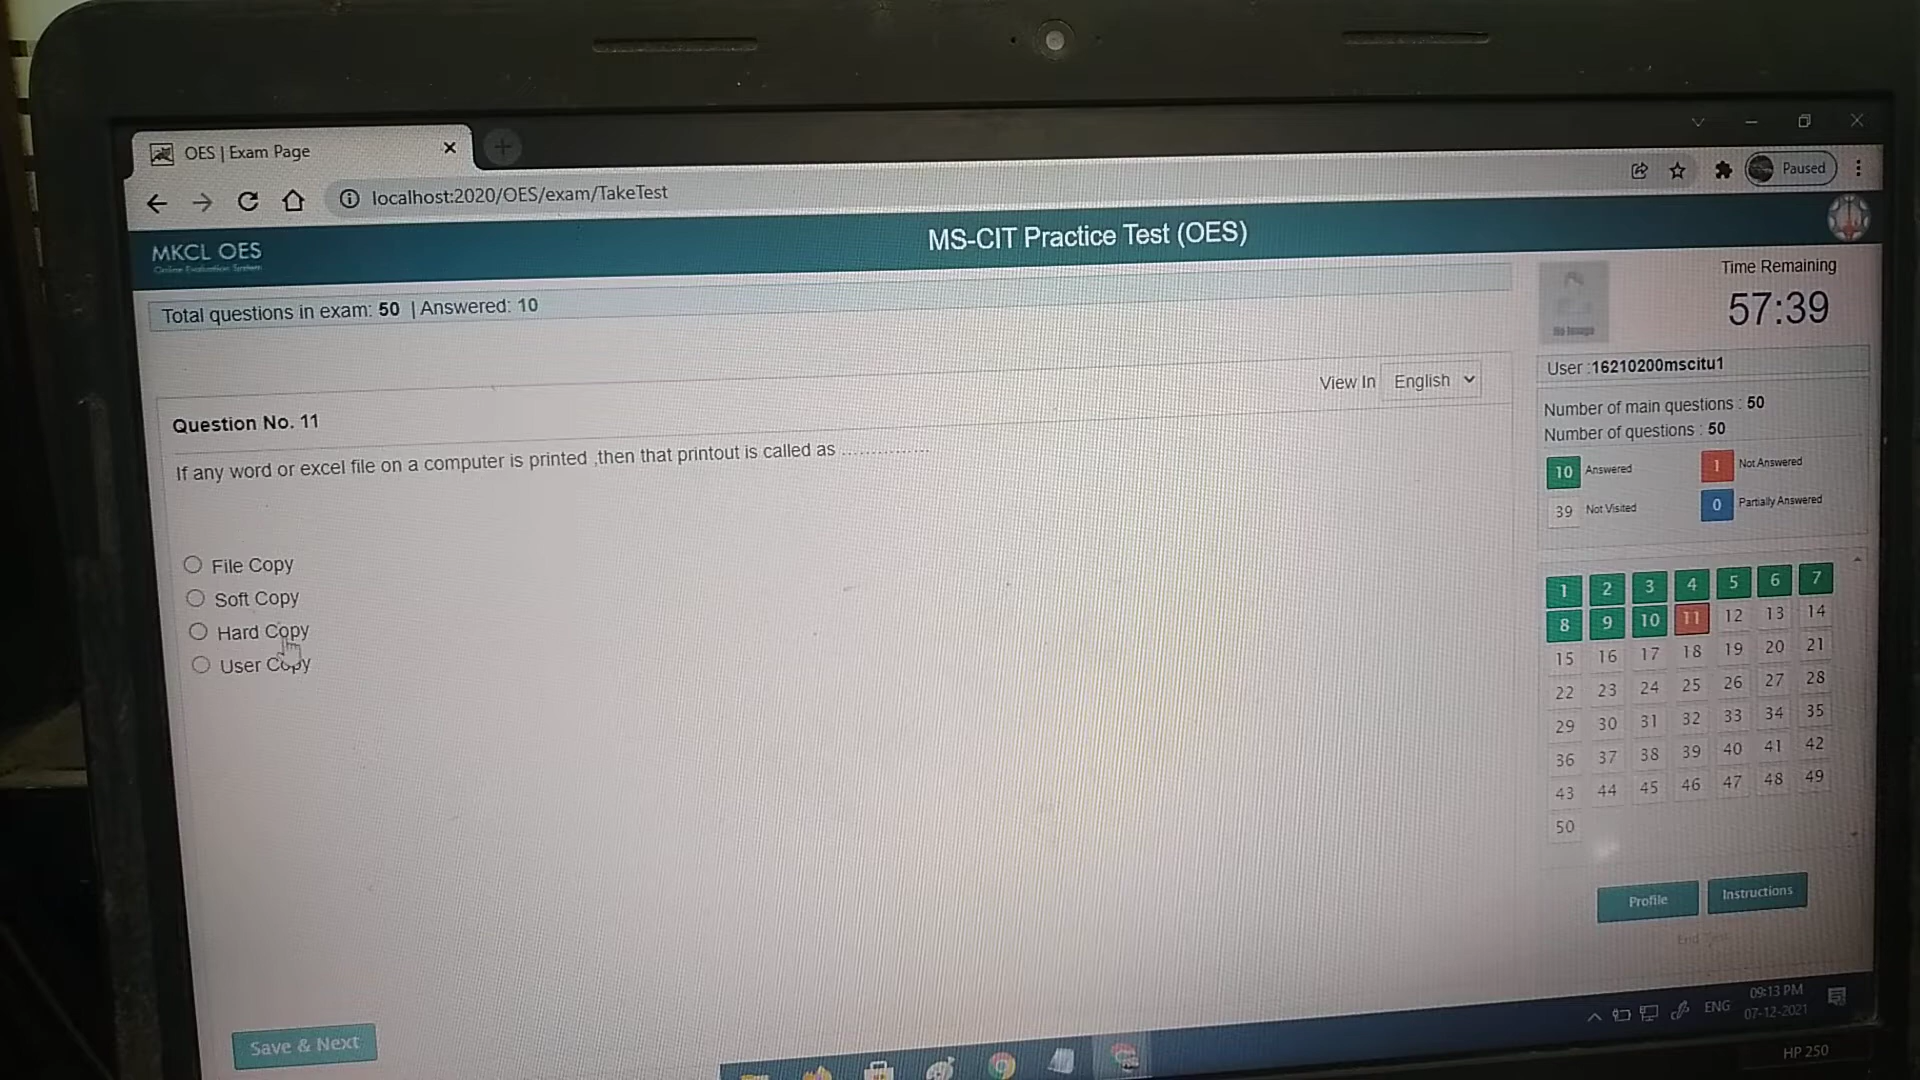 OES | Exam Page
Paused
localhost:2020/OES/exam/TakeTest
MKCL OES
Online Evaluation System
MS-CIT Practice Test (OES)
Total questions in exam: 50 | Answered: 10
No Image
Time Remaining
57:39
User :16210200mscitu1
View In English
Number of main questions : 50
Number of questions : 50
10 Answered 1 Not Answered
39 Not Visited 0 Partially Answered
Question No. 11
If any word or excel file on a computer is printed ,then that printout is called as ...............
File Copy
Soft Copy
Hard Copy
User Copy
1 2 3 4 5 6 7
8 9 10 11 12 13 14
15 16 17 18 19 20 21
22 23 24 25 26 27 28
29 30 31 32 33 34 35
36 37 38 39 40 41 42
43 44 45 46 47 48 49
50
Profile Instructions
End Test
Save & Next
ENG
09:13 PM
07-12-2021
HP 250